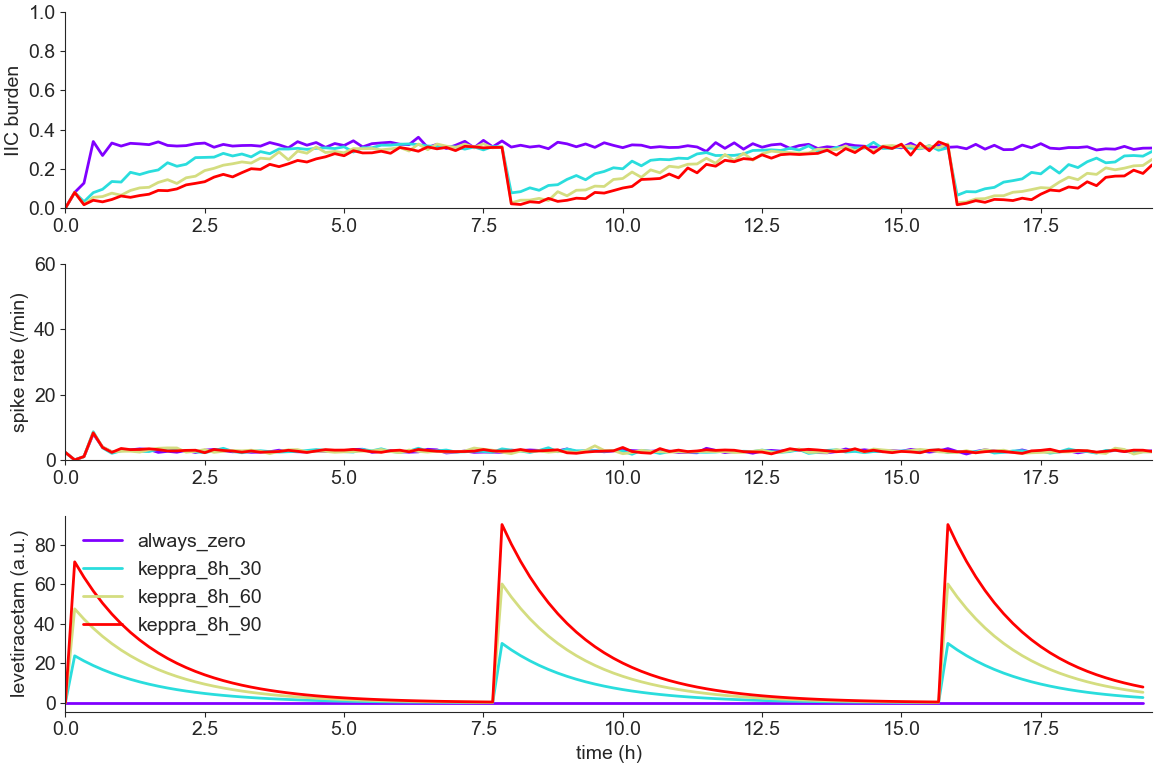 1.0
0.8
0.6
0.4
0.2
0.0
IIC burden
0.0 2.5 5.0 7.5 10.0 12.5 15.0 17.5
60
40
20
0
spike rate (/min)
0.0 2.5 5.0 7.5 10.0 12.5 15.0 17.5
80
60
40
20
0
levetiracetam (a.u.)
always_zero
keppra_8h_30
keppra_8h_60
keppra_8h_90
0.0 2.5 5.0 7.5 10.0 12.5 15.0 17.5
time (h)